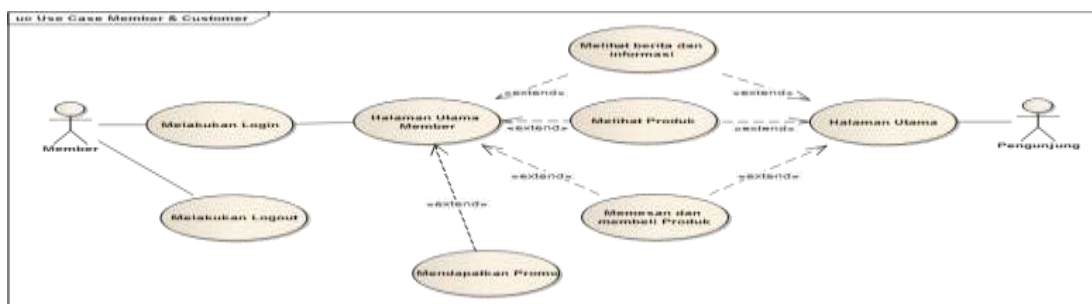 uc Use Case Member & Customer
Melihat berita dan
informasi
«extend»
«extend»
Melakukan Login
Halaman Utama
Member
«extend»
Melihat Produk
«extend»
Halaman Utama
Member
Pengunjung
«extend»
«extend»
Melakukan Logout
«extend»
Memesan dan
membeli Produk
Mendapatkan Promo